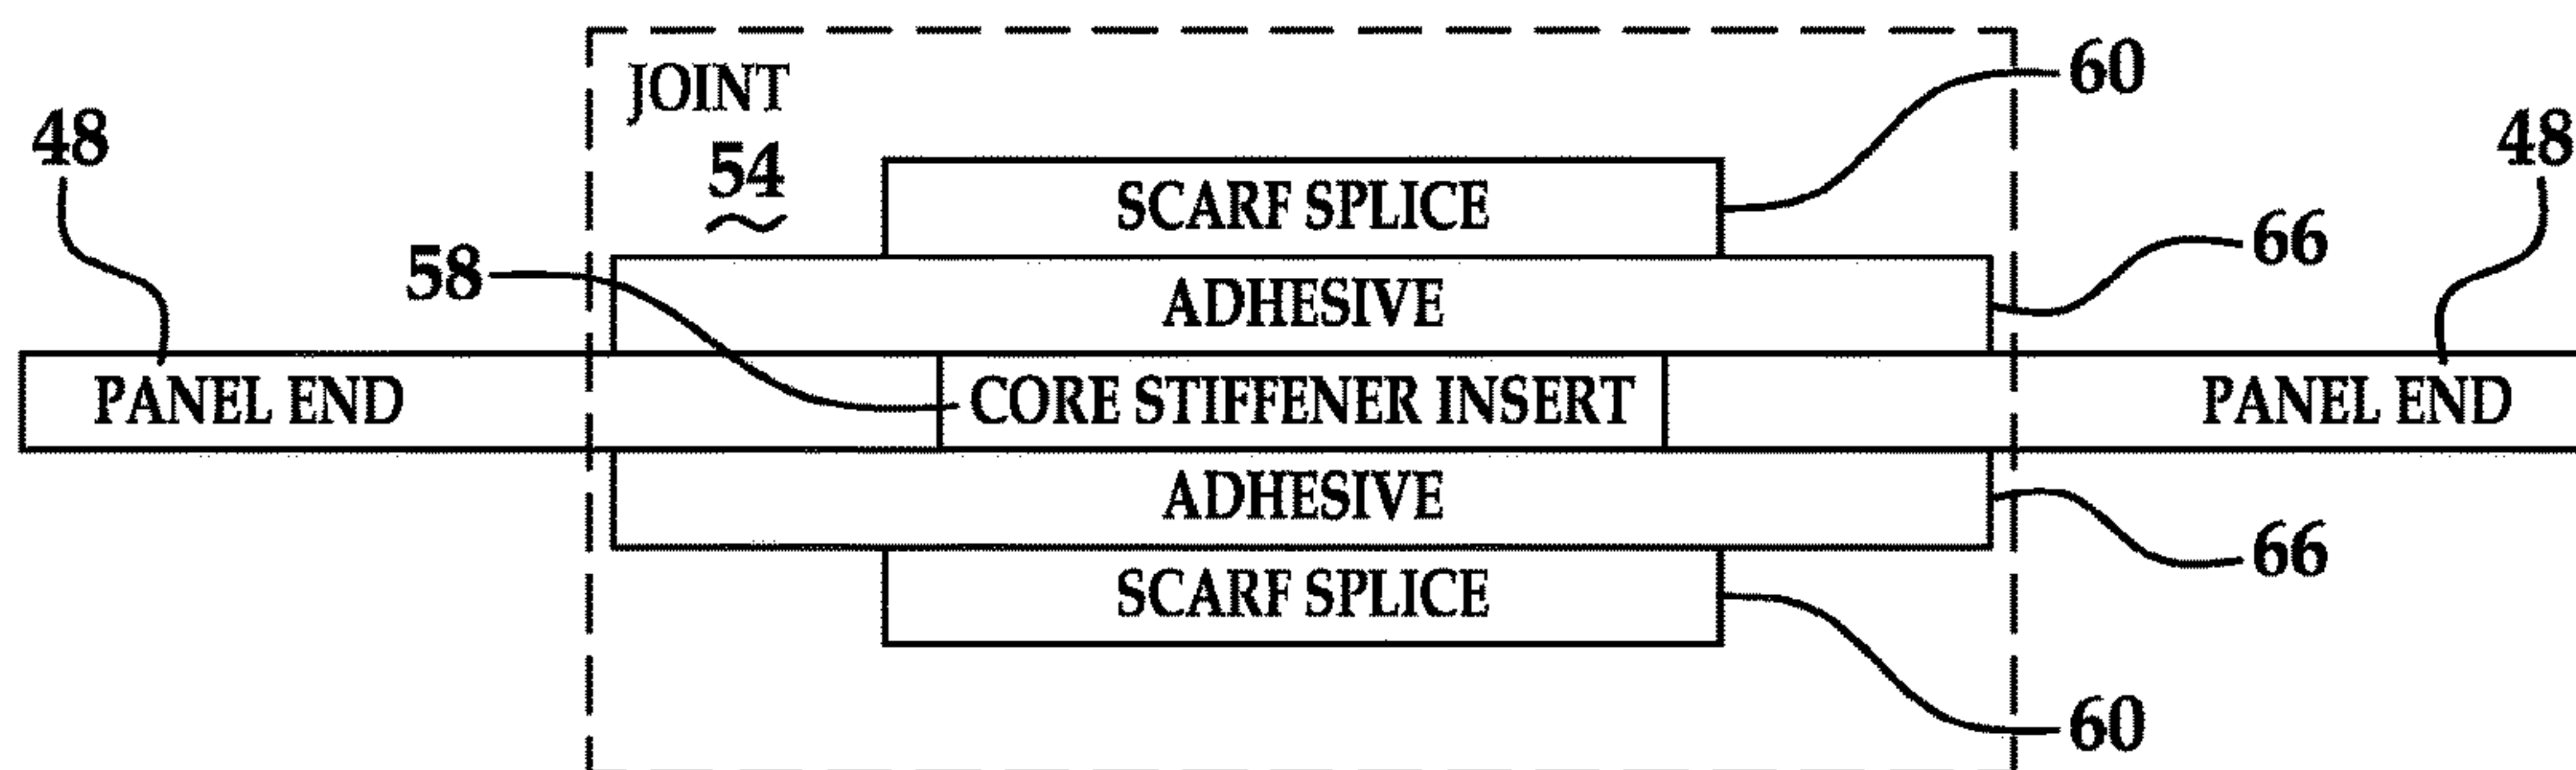 JOINT
54
60
48
48
SCARF SPLICE
66
58
ADHESIVE
PANEL END
CORE STIFFENER INSERT
PANEL END
ADHESIVE
66
SCARF SPLICE
60